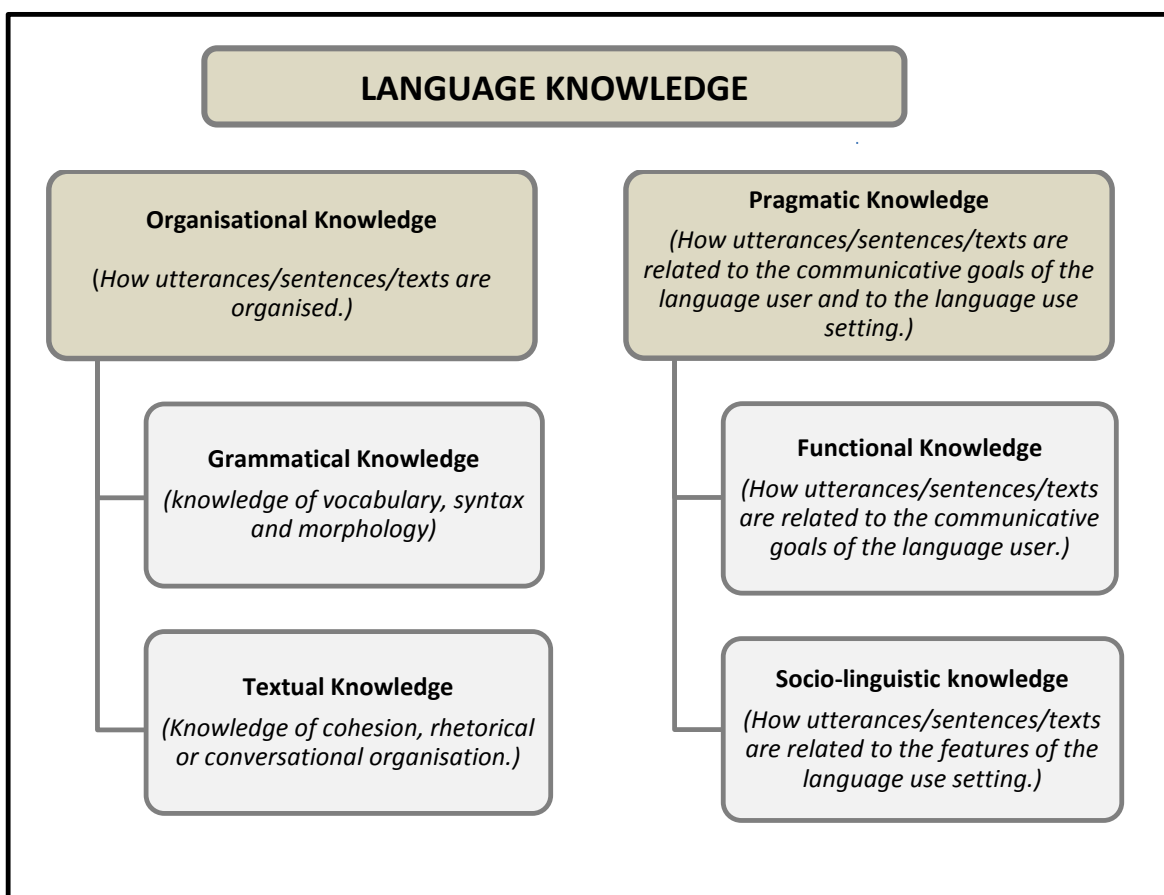 LANGUAGE KNOWLEDGE
Organisational Knowledge
(How utterances/sentences/texts are
organised.)
Grammatical Knowledge
(knowledge of vocabulary, syntax
and morphology)
Textual Knowledge
(Knowledge of cohesion, rhetorical
or conversational organisation.)
Pragmatic Knowledge
(How utterances/sentences/texts are
related to the communicative goals of the
language user and to the language use
setting.)
Functional Knowledge
(How utterances/sentences/texts
are related to the communicative
goals of the language user.)
Socio-linguistic knowledge
(How utterances/sentences/texts
are related to the features of the
language use setting.)